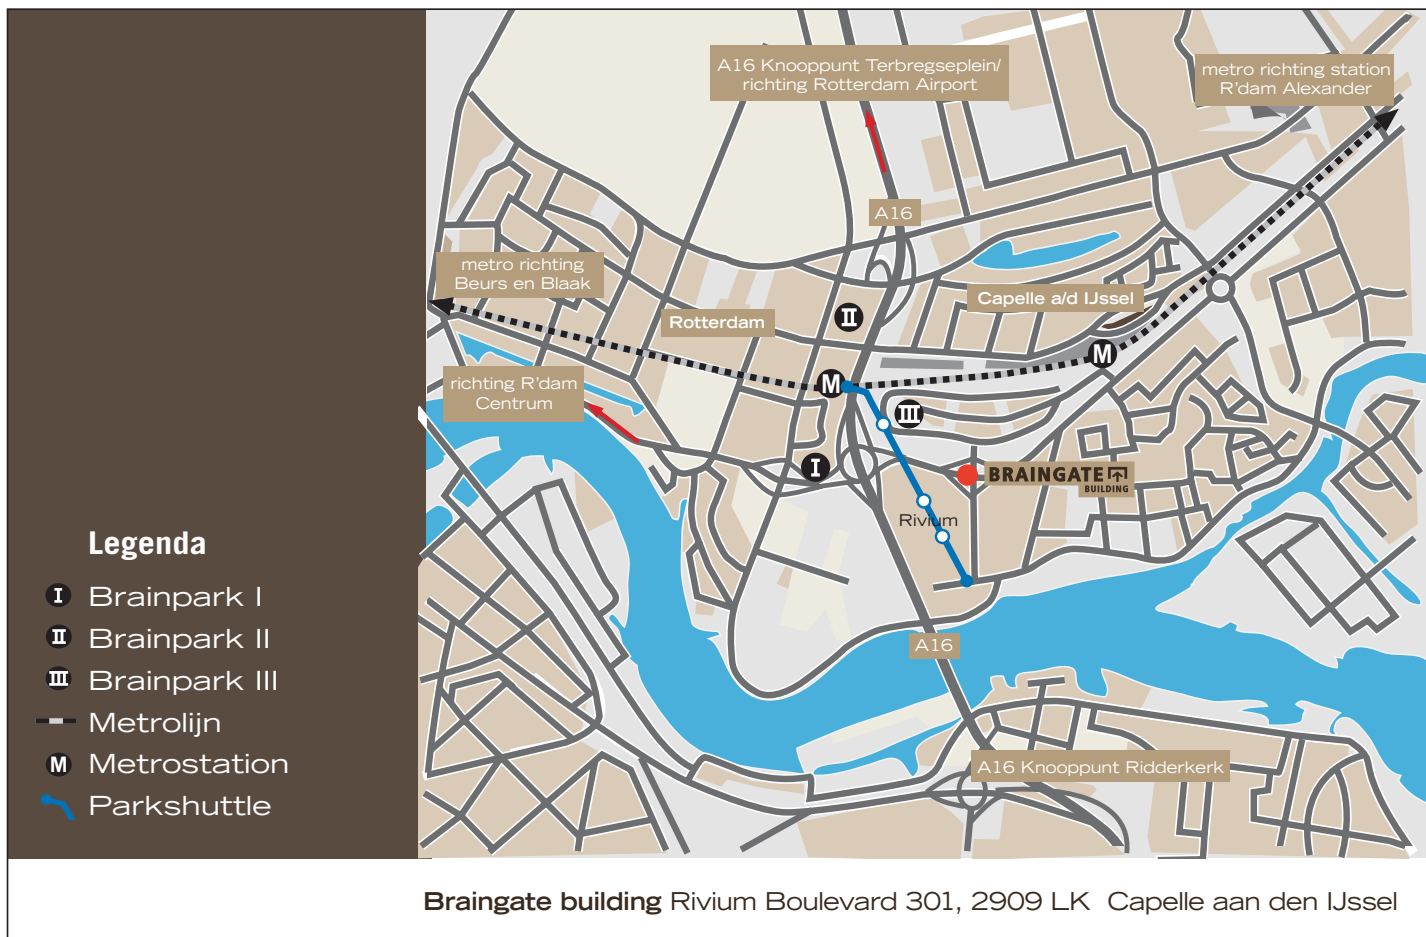 A16 Knooppunt Terbregseplein/
richting Rotterdam Airport
metro richting station
R'dam Alexander
A16
metro richting
Beurs en Blaak
Capelle a/d IJssel
Rotterdam
II
M
M
richting R'dam
Centrum
III
I
BRAINGATE
BUILDING
Rivium
A16
A16 Knooppunt Ridderkerk
Legenda
I Brainpark I
II Brainpark II
III Brainpark III
Metrolijn
M Metrostation
Parkshuttle
Braingate building Rivium Boulevard 301, 2909 LK Capelle aan den IJssel